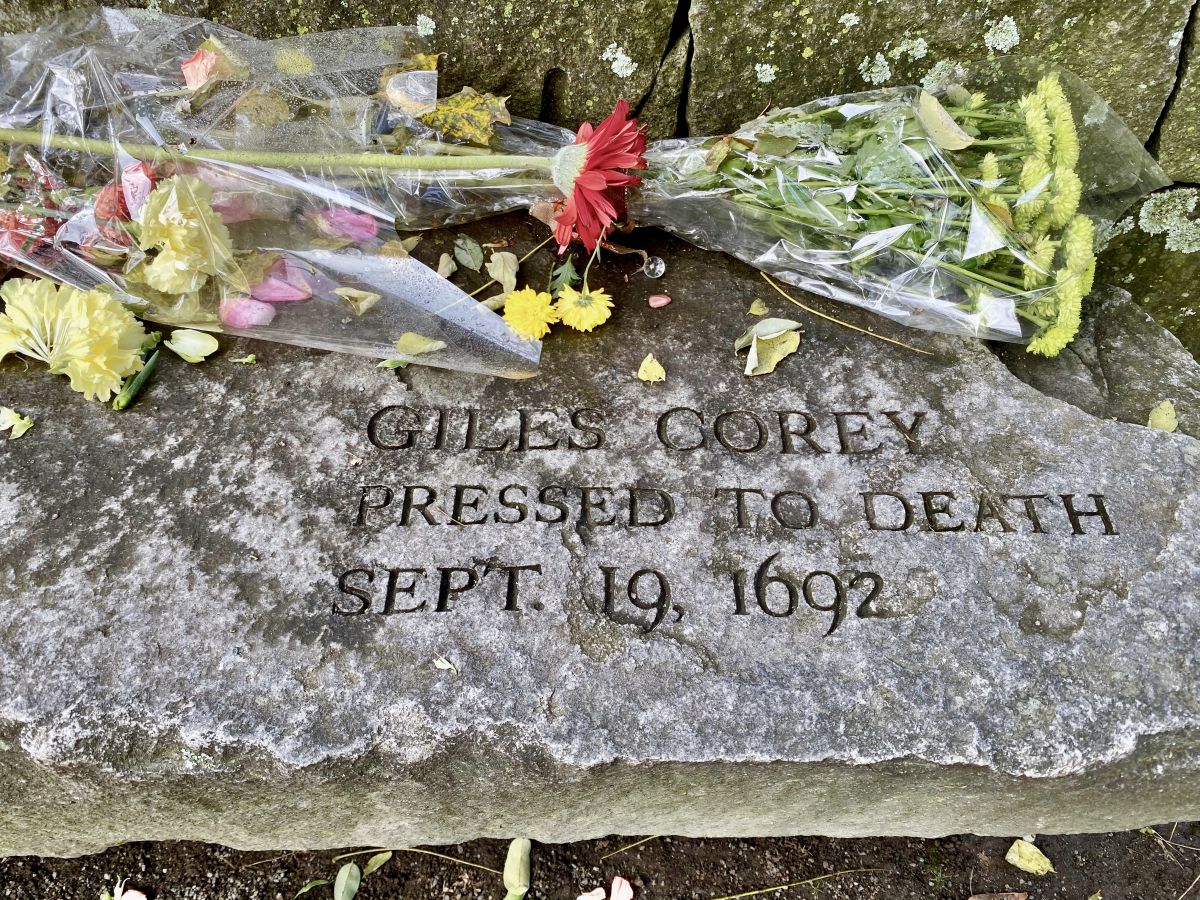 GILES COREY
PRESSED TO DEATH
SEPT. 19, 1692